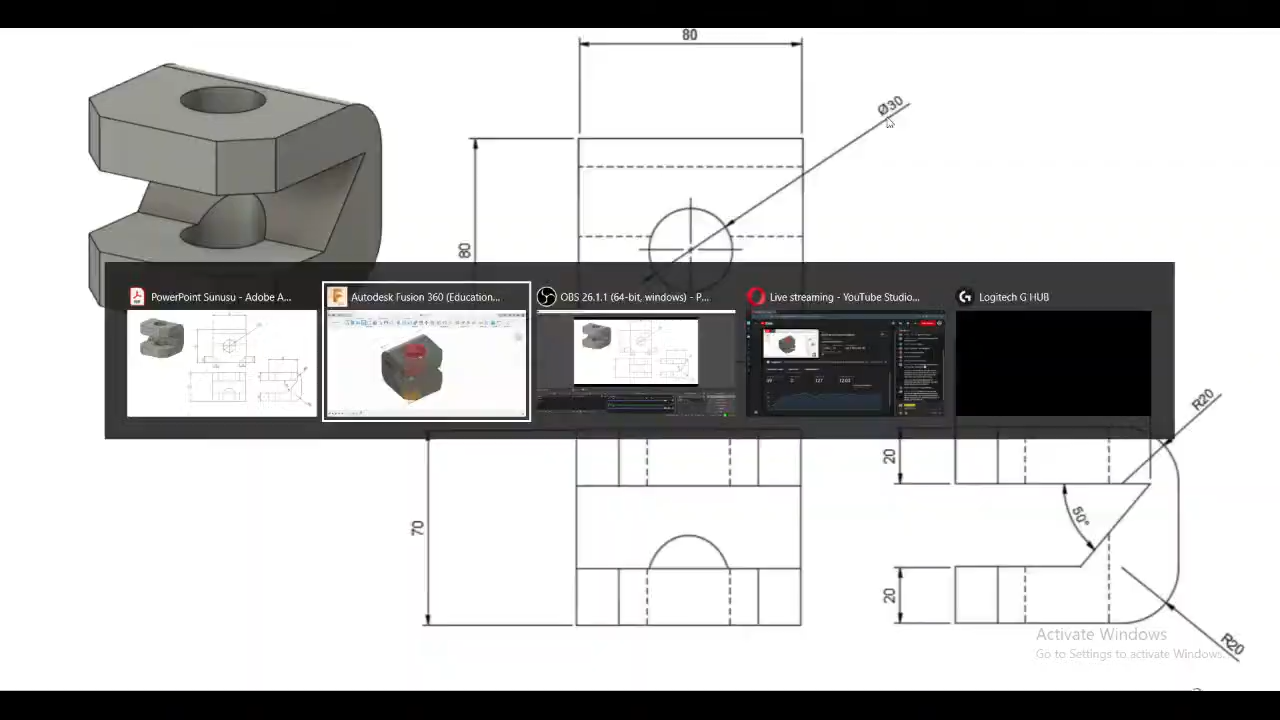 80
Ø30
80
PowerPoint Sunusu - Adobe A...
Autodesk Fusion 360 (Education...
OBS 26.1.1 (64-bit, windows) - P...
Live streaming - YouTube Studio...
Logitech G HUB
R20
20
70
50°
20
R20
Activate Windows
Go to Settings to activate Windows.